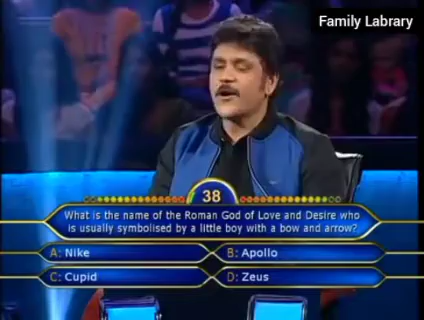 Family Labrary
38
What is the name of the Roman God of Love and Desire who
is usually symbolised by a little boy with a bow and arrow?
A: Nike
B: Apollo
C: Cupid
D: Zeus